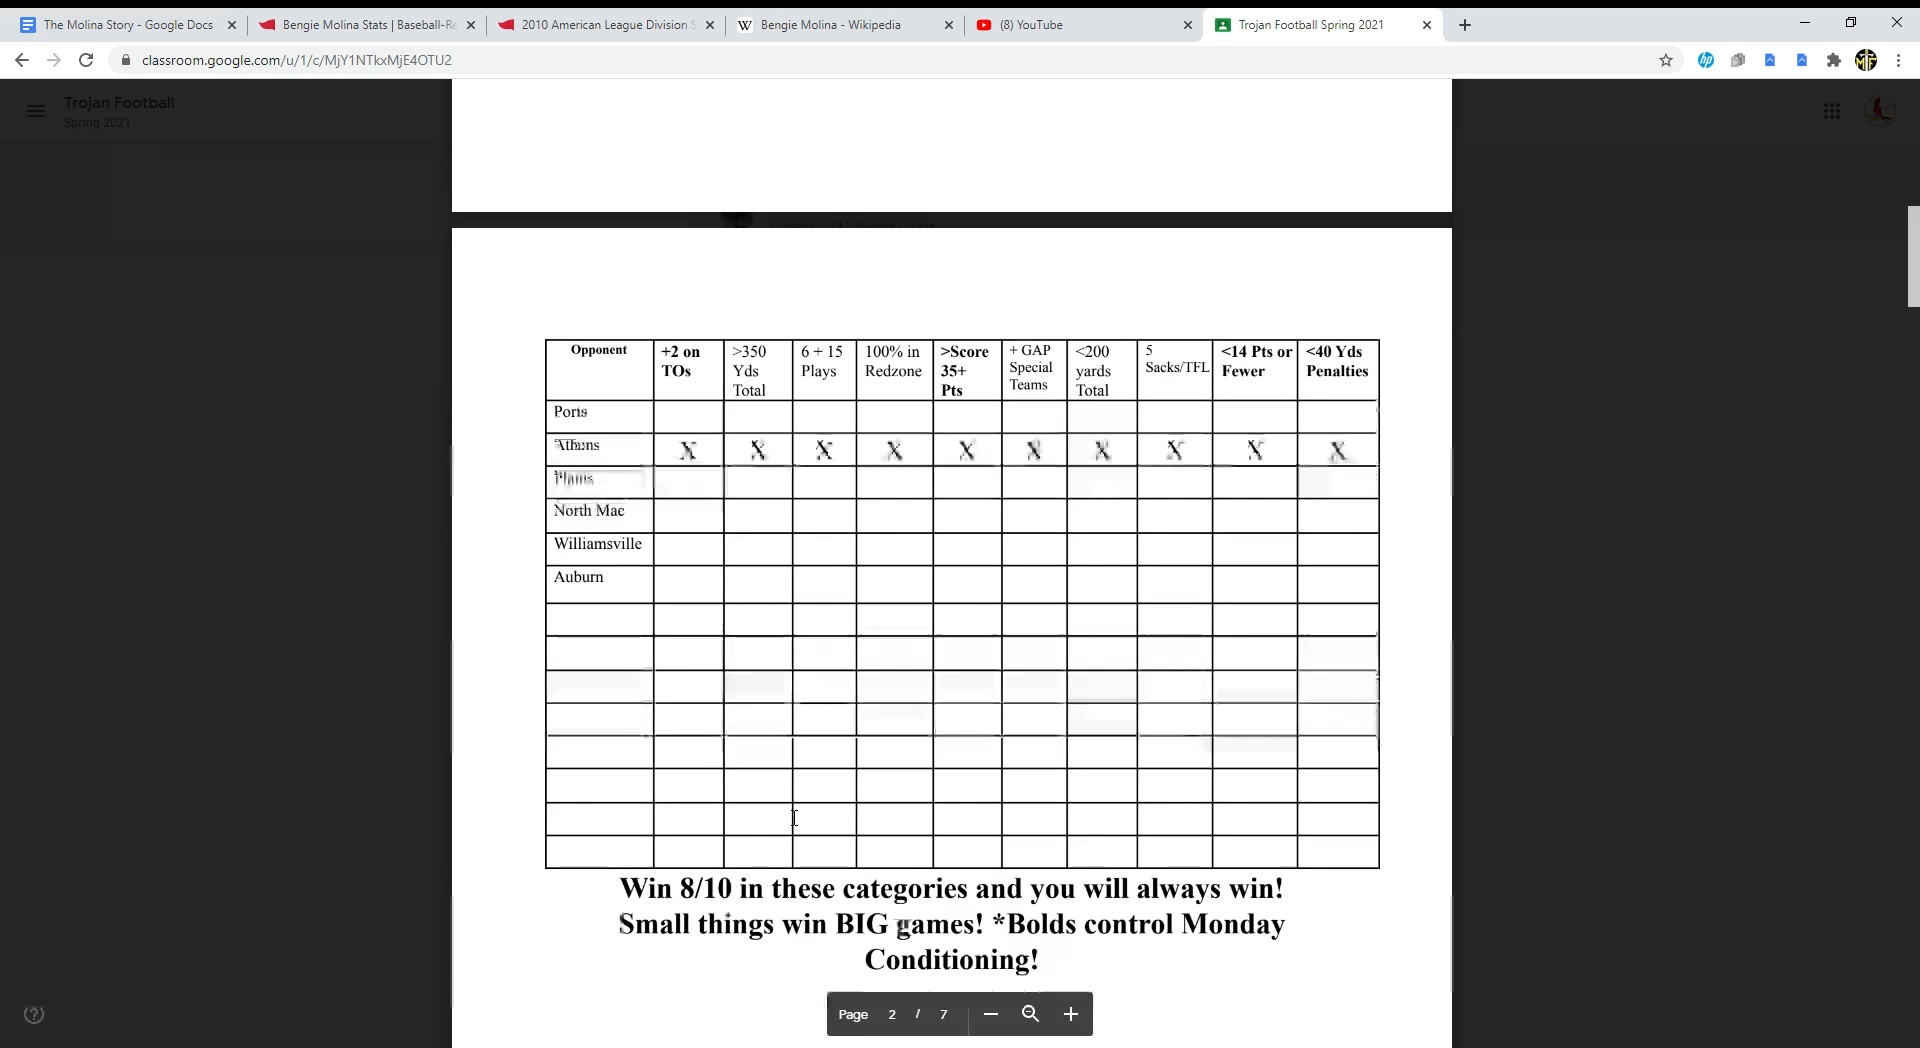 The Molina Story - Google Docs
Bengie Molina Stats | Baseball-Re
2010 American League Division S
Bengie Molina - Wikipedia
(8) YouTube
Trojan Football Spring 2021
classroom.google.com/u/1/c/MjY1NTkxMjE4OTU2
Trojan Football
Spring 2021
Opponent +2 on TOs >350 Yds Total 6 + 15 Plays 100% in Redzone >Score 35+ Pts + GAP Special Teams <200 yards Total 5 Sacks/TFL <14 Pts or Fewer <40 Yds Penalties
Ports
Athens X X X X X X X X X X
Plains
North Mac
Williamsville
Auburn
Win 8/10 in these categories and you will always win!
Small things win BIG games! *Bolds control Monday
Conditioning!
Page 2 / 7